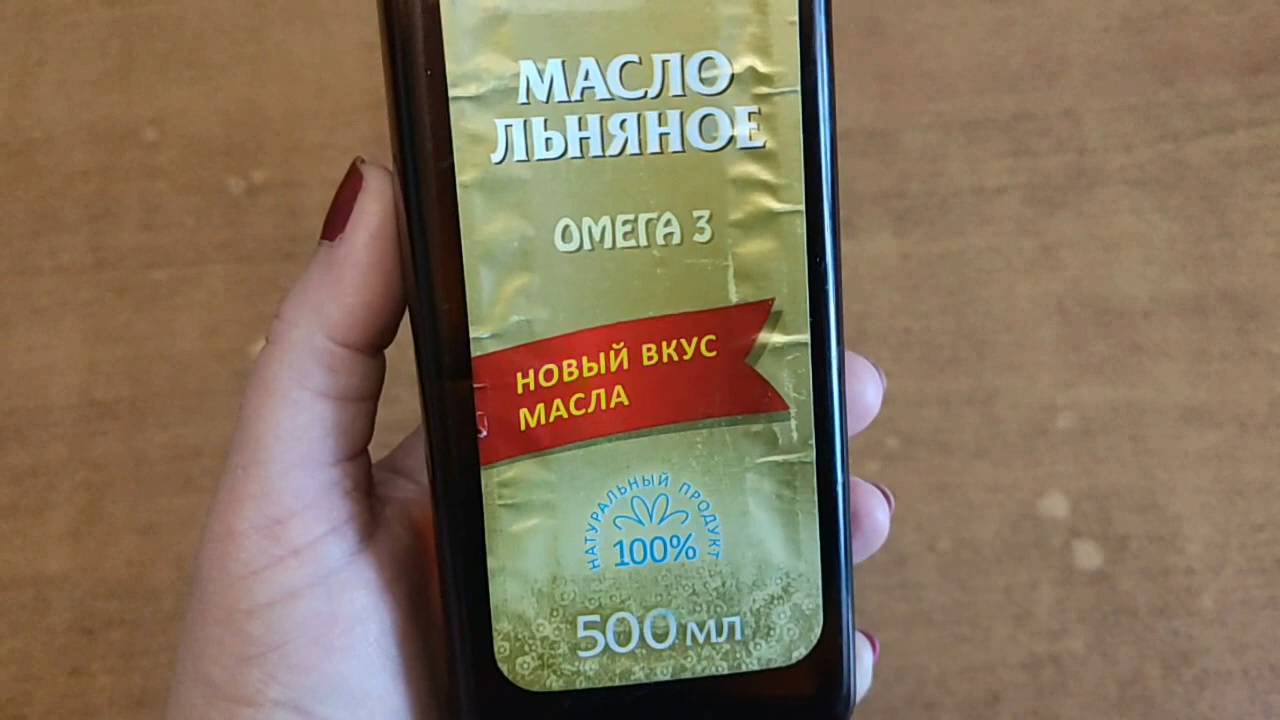 МАСЛО
ЛЬНЯНОЕ
ОМЕГА 3
НОВЫЙ ВКУС
МАСЛА
НАТУРАЛЬНЫЙ ПРОДУКТ
100%
500 мл